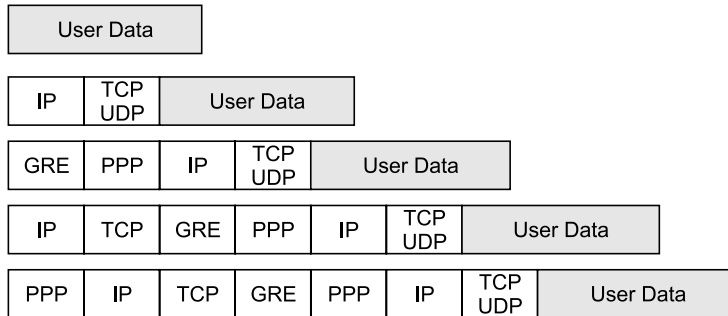 User Data
IP TCP UDP User Data
GRE PPP IP TCP UDP User Data
IP TCP GRE PPP IP TCP UDP User Data
PPP IP TCP GRE PPP IP TCP UDP User Data